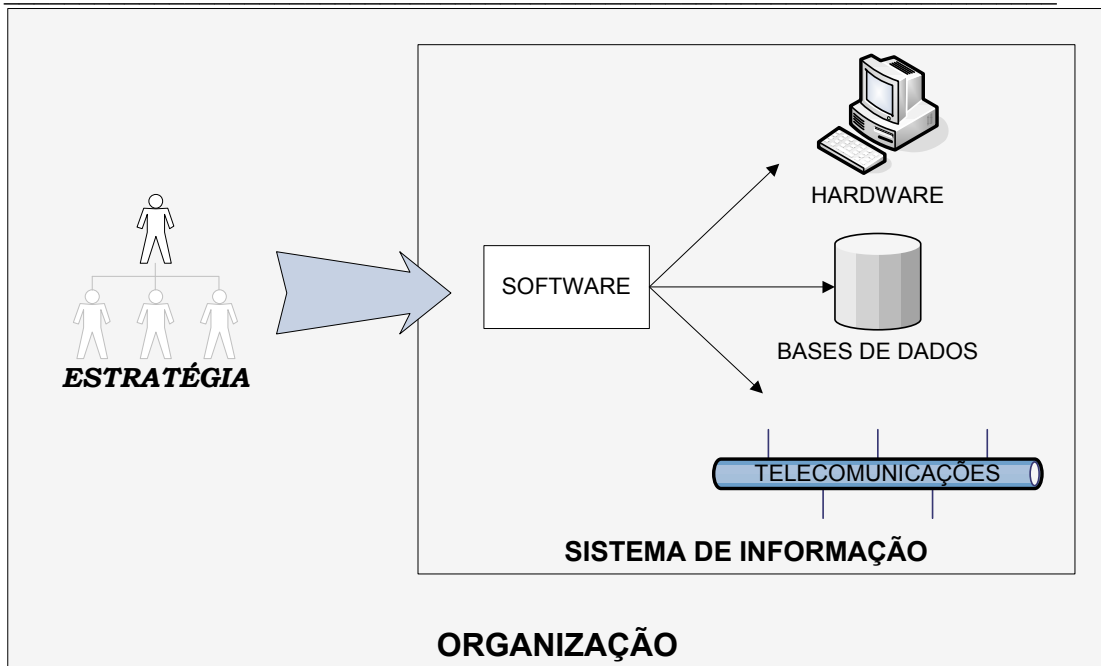 HARDWARE
SOFTWARE
BASES DE DADOS
ESTRATÉGIA
TELECOMUNICAÇÕES
SISTEMA DE INFORMAÇÃO
ORGANIZAÇÃO